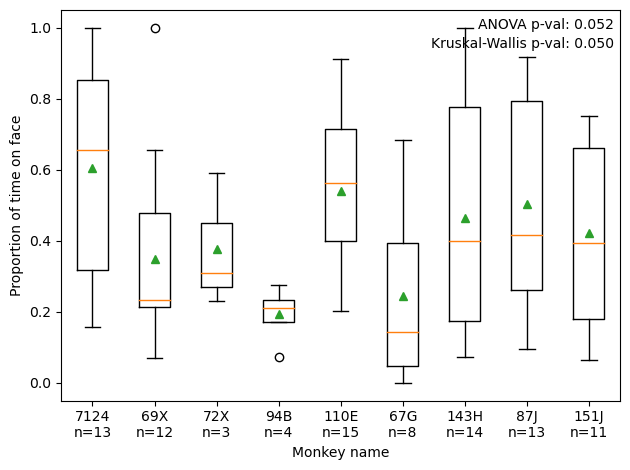 ANOVA p-val: 0.052
Kruskal-Wallis p-val: 0.050
Proportion of time on face
1.0
0.8
0.6
0.4
0.2
0.0
7124 69X 72X 94B 110E 67G 143H 87J 151J
n=13 n=12 n=3 n=4 n=15 n=8 n=14 n=13 n=11
Monkey name